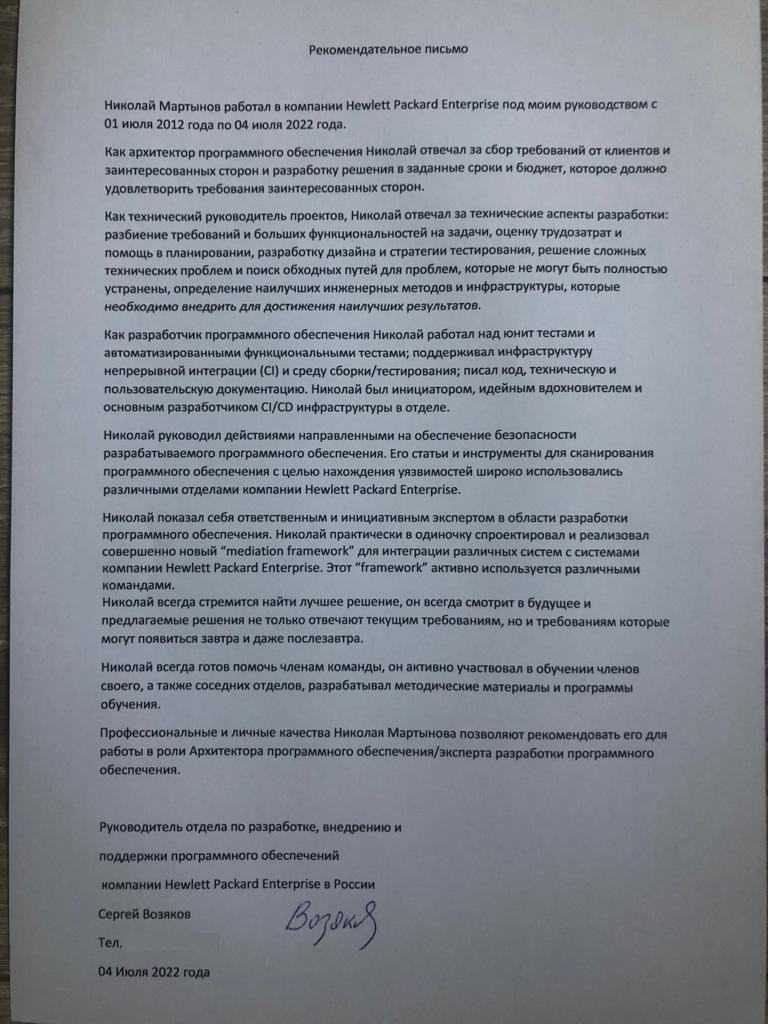 Рекомендательное письмо
Николай Мартынов работал в компании Hewlett Packard Enterprise под моим руководством с
01 июля 2012 года по 04 июля 2022 года.
Как архитектор программного обеспечения Николай отвечал за сбор требований от клиентов и
заинтересованных сторон и разработку решения в заданные сроки и бюджет, которое должно
удовлетворить требования заинтересованных сторон.
Как технический руководитель проектов, Николай отвечал за технические аспекты разработки:
разбиение требований и больших функциональностей на задачи, оценку трудозатрат и
помощь в планировании, разработку дизайна и стратегии тестирования, решение сложных
технических проблем и поиск обходных путей для проблем, которые не могут быть полностью
устранены, определение наилучших инженерных методов и инфраструктуры, которые
необходимо внедрить для достижения наилучших результатов.
Как разработчик программного обеспечения Николай работал над юнит тестами и
автоматизированными функциональными тестами; поддерживал инфраструктуру
непрерывной интеграции (CI) и среду сборки/тестирования; писал код, техническую и
пользовательскую документацию. Николай был инициатором, идейным вдохновителем и
основным разработчиком CI/CD инфраструктуры в отделе.
Николай руководил действиями направленными на обеспечение безопасности
разрабатываемого программного обеспечения. Его статьи и инструменты для сканирования
программного обеспечения с целью нахождения уязвимостей широко использовались
различными отделами компании Hewlett Packard Enterprise.
Николай показал себя ответственным и инициативным экспертом в области разработки
программного обеспечения. Николай практически в одиночку спроектировал и реализовал
совершенно новый “mediation framework” для интеграции различных систем с системами
компании Hewlett Packard Enterprise. Этот “framework” активно используется различными
командами.
Николай всегда стремится найти лучшее решение, он всегда смотрит в будущее и
предлагаемые решения не только отвечают текущим требованиям, но и требованиям которые
могут появиться завтра и даже послезавтра.
Николай всегда готов помочь членам команды, он активно участвовал в обучении членов
своего, а также соседних отделов, разрабатывал методические материалы и программы
обучения.
Профессиональные и личные качества Николая Мартынова позволяют рекомендовать его для
работы в роли Архитектора программного обеспечения/эксперта разработки программного
обеспечения.
Руководитель отдела по разработке, внедрению и
поддержки программного обеспечений
компании Hewlett Packard Enterprise в России
Сергей Возяков Возяков
Тел.
04 Июля 2022 года